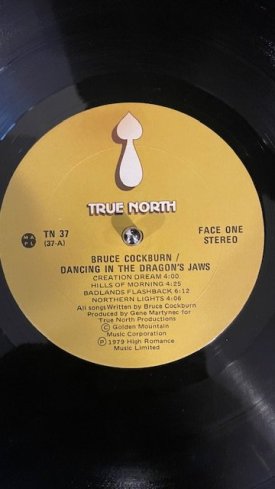 TRUE NORTH
TN 37
(37-A)
FACE ONE
STEREO
M A
P L
BRUCE COCKBURN /
DANCING IN THE DRAGON'S JAWS
CREATION DREAM 4:00
HILLS OF MORNING 4:25
BADLANDS FLASHBACK 6:12
NORTHERN LIGHTS 4:06
All songs Written by Bruce Cockburn
Produced by Gene Martynec for
True North Productions
© Golden Mountain
Music Corporation
℗ 1979 High Romance
Music Limited